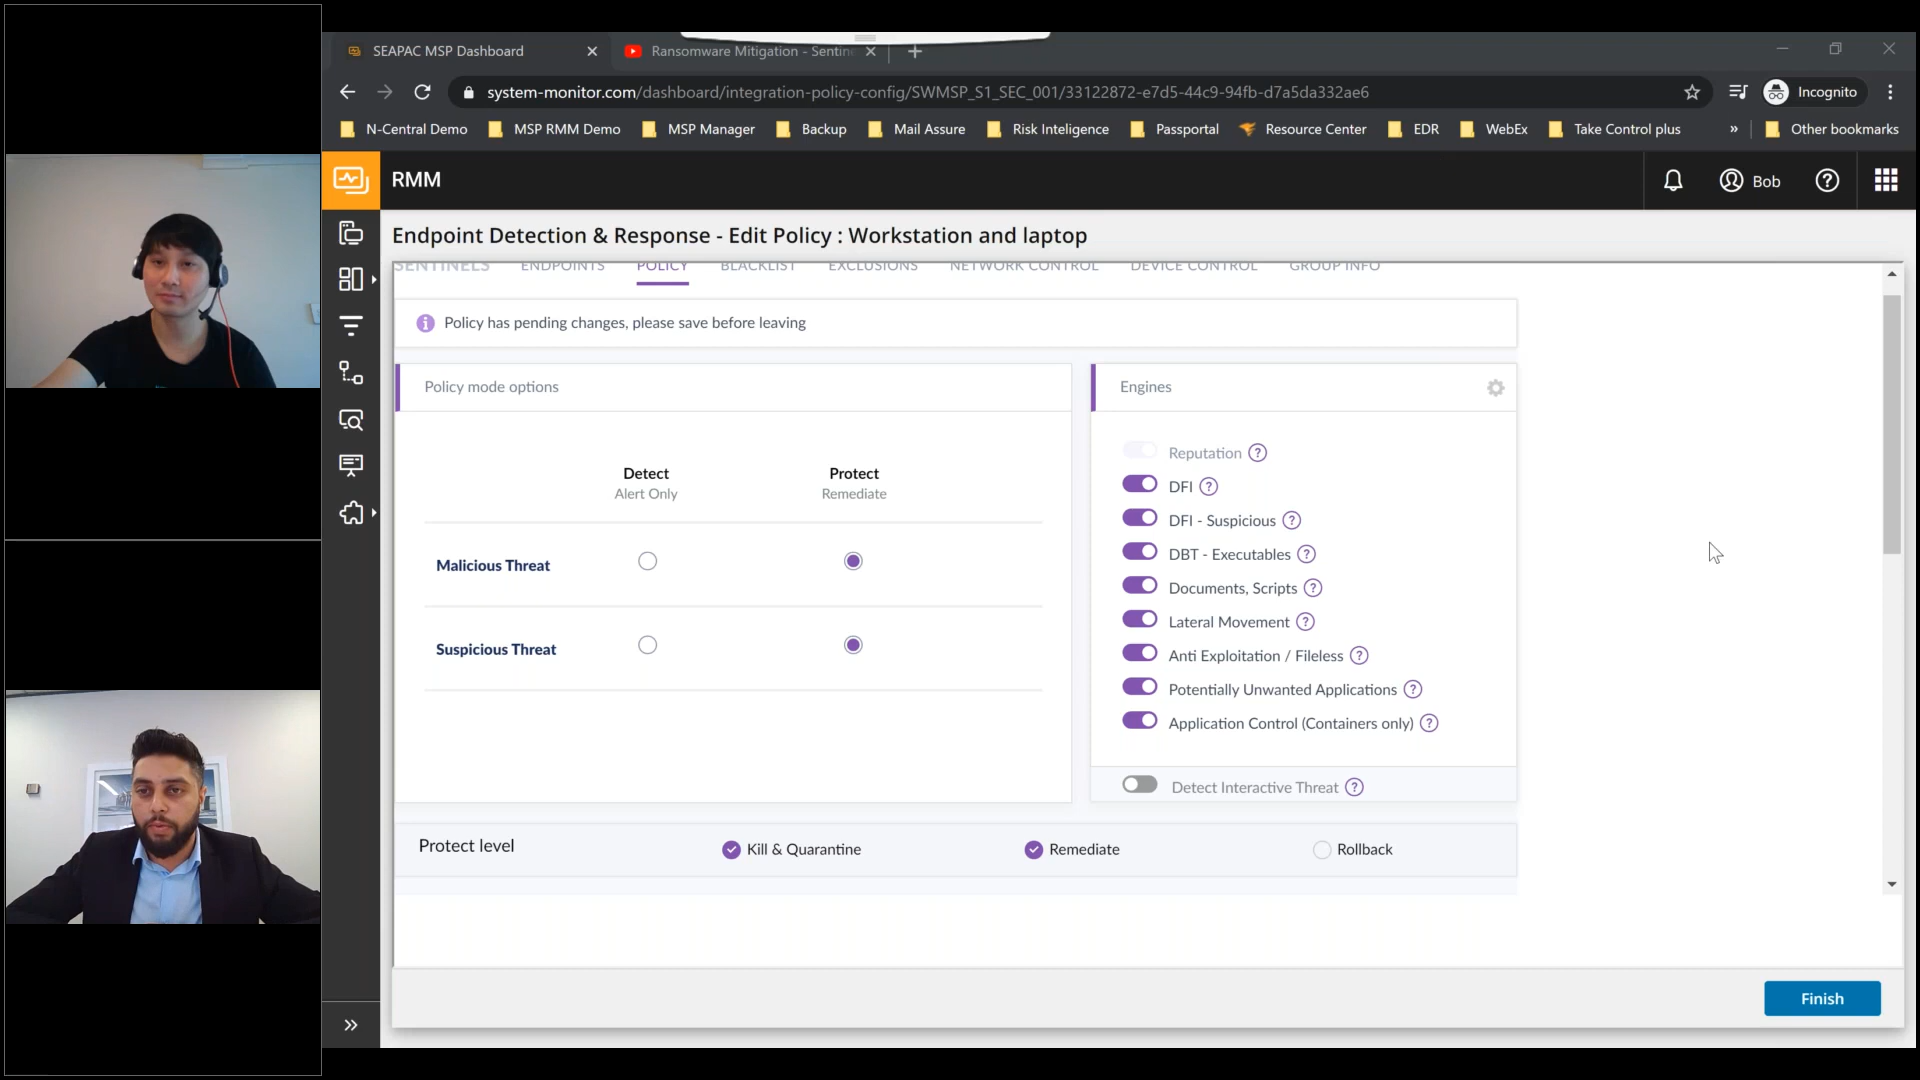 SEAPAC MSP Dashboard
Ransomware Mitigation - Sentin
system-monitor.com/dashboard/integration-policy-config/SWMSP_S1_SEC_001/33122872-e7d5-44c9-94fb-d7a5da332ae6
Incognito
N-Central Demo
MSP RMM Demo
MSP Manager
Backup
Mail Assure
Risk Inteligence
Passportal
Resource Center
EDR
WebEx
Take Control plus
»
Other bookmarks
RMM
Bob
Endpoint Detection & Response - Edit Policy : Workstation and laptop
SENTINELS
ENDPOINTS
POLICY
BLACKLIST
EXCLUSIONS
NETWORK CONTROL
DEVICE CONTROL
GROUP INFO
Policy has pending changes, please save before leaving
Policy mode options
Detect
Alert Only
Protect
Remediate
Malicious Threat
Suspicious Threat
Engines
Reputation ?
DFI ?
DFI - Suspicious ?
DBT - Executables ?
Documents, Scripts ?
Lateral Movement ?
Anti Exploitation / Fileless ?
Potentially Unwanted Applications ?
Application Control (Containers only) ?
Detect Interactive Threat ?
Protect level
Kill & Quarantine
Remediate
Rollback
Finish